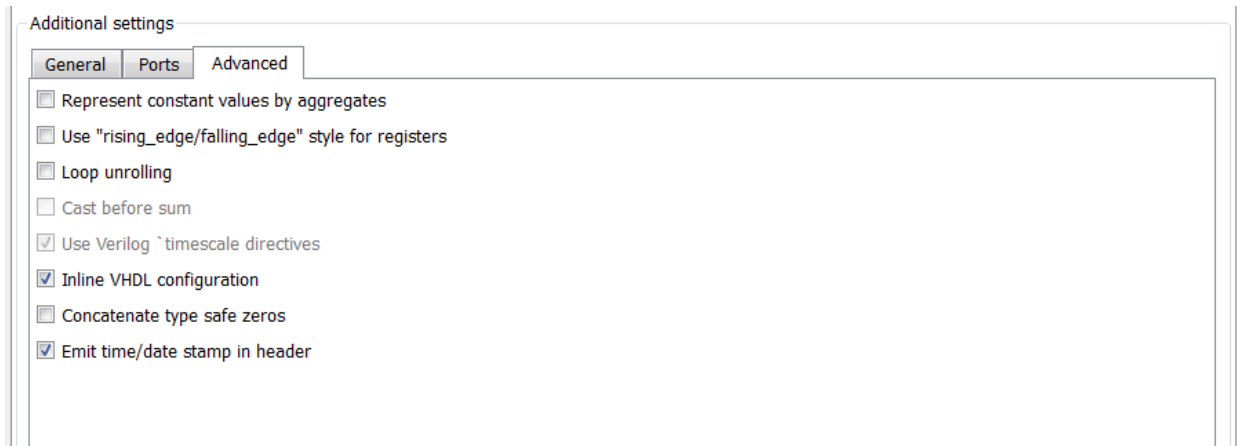 Additional settings
General Ports Advanced
Represent constant values by aggregates
Use "rising_edge/falling_edge" style for registers
Loop unrolling
Cast before sum
Use Verilog `timescale directives
Inline VHDL configuration
Concatenate type safe zeros
Emit time/date stamp in header